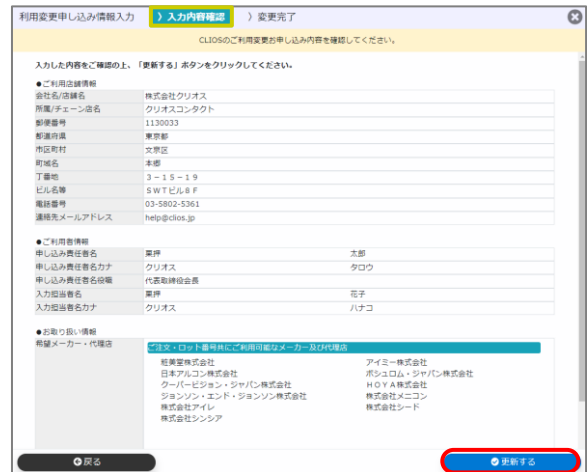 利用変更申し込み情報入力 〉入力内容確認 〉変更完了
CLIOSのご利用変更お申し込み内容を確認してください。
入力した内容をご確認の上、「更新する」ボタンをクリックしてください。
●ご利用店舗情報
会社名/店舗名 株式会社クリオス
所属/チェーン店名 クリオスコンタクト
郵便番号 1130033
都道府県 東京都
市区町村 文京区
町域名 本郷
丁番地 3－15－19
ビル名等 SWTビル8F
電話番号 03-5802-5361
連絡先メールアドレス help@clios.jp
●ご利用者情報
申し込み責任者名 栗押 太郎
申し込み責任者名カナ クリオス タロウ
申し込み責任者名役職 代表取締役会長
入力担当者名 栗押 花子
入力担当者名カナ クリオス ハナコ
●お取り扱い情報
希望メーカー・代理店 ご注文・ロット番号共にご利用可能なメーカー及び代理店
粧美堂株式会社 アイミー株式会社
日本アルコン株式会社 ボシュロム・ジャパン株式会社
クーパービジョン・ジャパン株式会社 HOYA株式会社
ジョンソン・エンド・ジョンソン株式会社 株式会社メニコン
株式会社アイレ 株式会社シード
株式会社シンシア
戻る 更新する